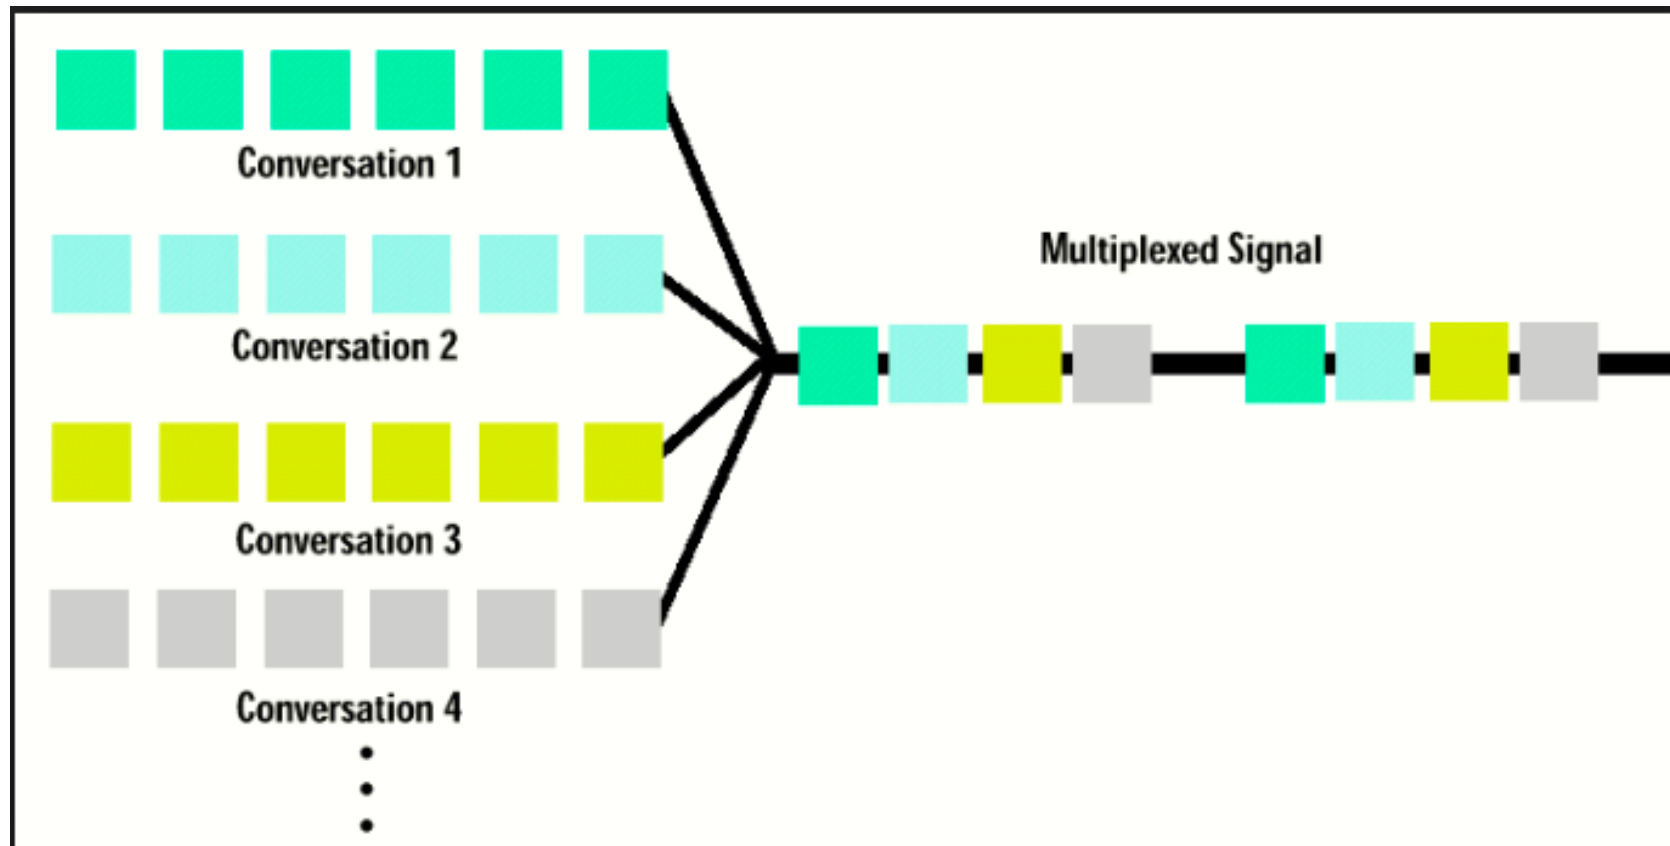 Conversation 1
Multiplexed Signal
Conversation 2
Conversation 3
Conversation 4